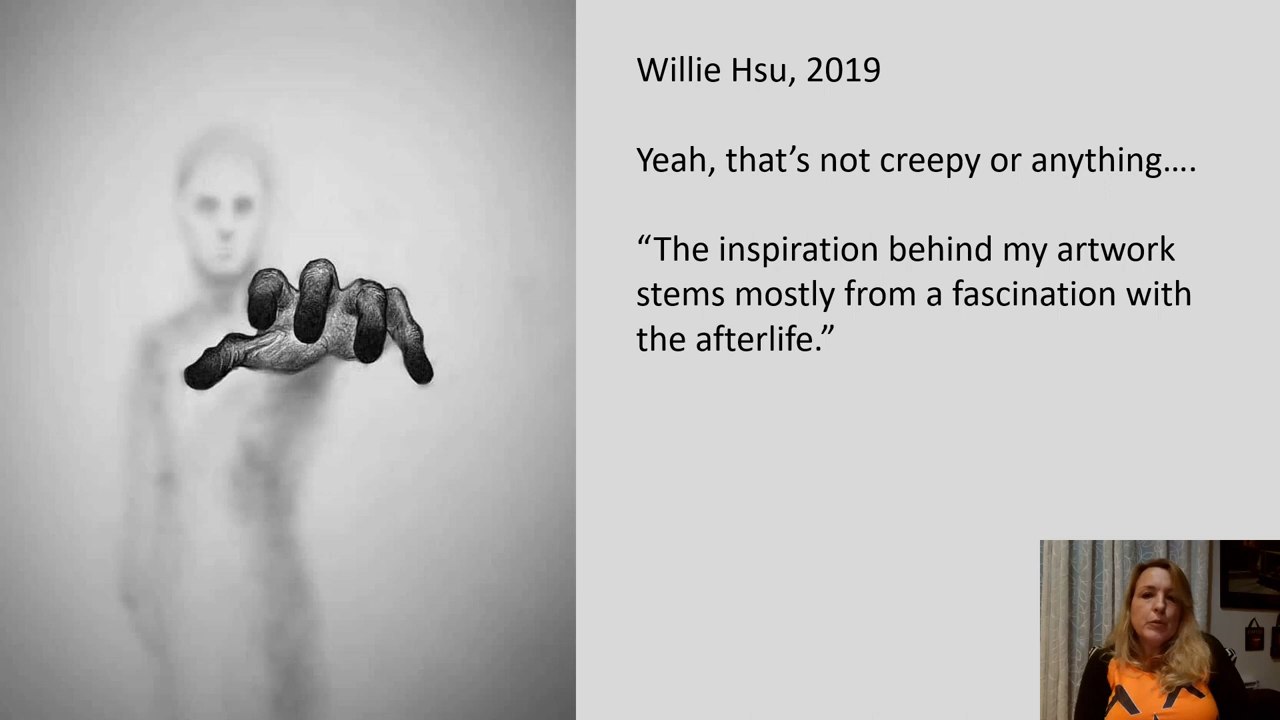 Willie Hsu, 2019
Yeah, that’s not creepy or anything….
“The inspiration behind my artwork
stems mostly from a fascination with
the afterlife.”